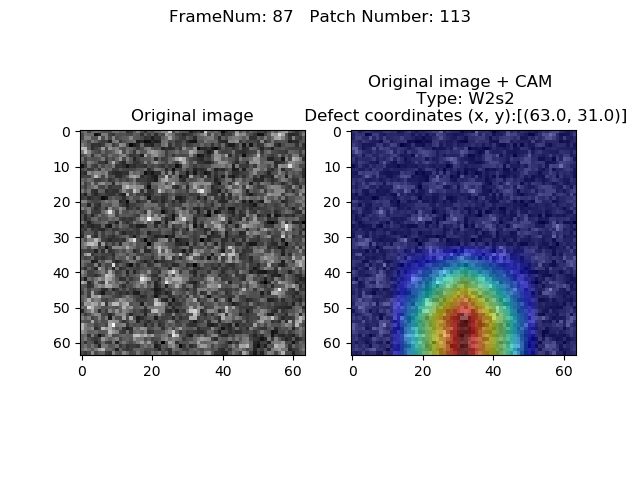 FrameNum: 87   Patch Number: 113
Original image
0
10
20
30
40
50
60
0 20 40 60
Original image + CAM
Type: W2s2
Defect coordinates (x, y):[(63.0, 31.0)]
0
10
20
30
40
50
60
0 20 40 60